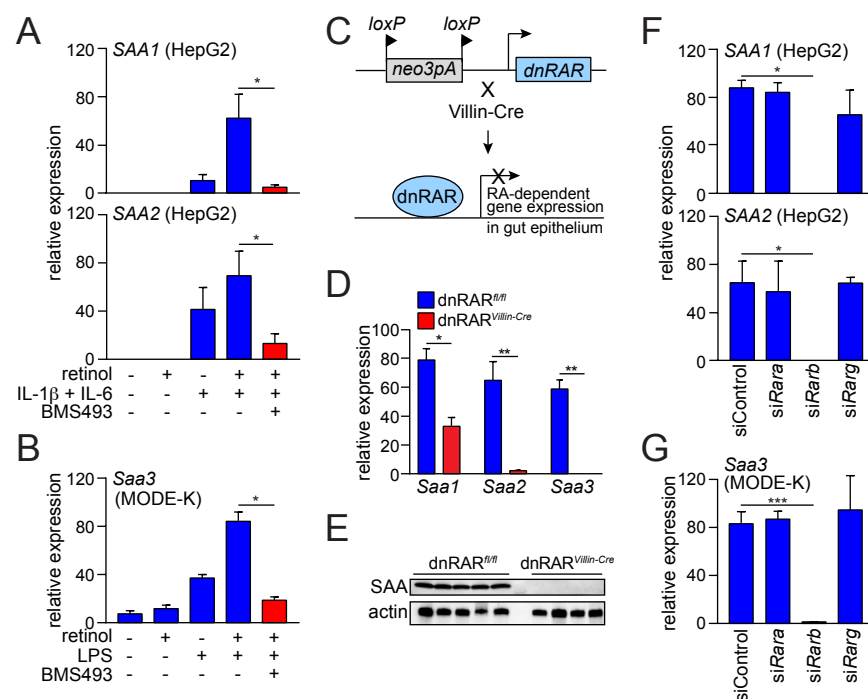 A
SAA1 (HepG2)
120
80
40
0
*
SAA2 (HepG2)
120
80
40
0
*
relative expression
retinol - + - + +
IL-1β + IL-6 - - + + +
BMS493 - - - - +
B
Saa3
(MODE-K)
120
80
40
0
*
relative expression
retinol - + - + +
LPS - - + + +
BMS493 - - - - +
C
loxP loxP
neo3pA dnRAR
X
Villin-Cre
dnRAR
X
RA-dependent
gene expression
in gut epithelium
D
dnRARfl/fl
dnRARVillin-Cre
100
80
60
40
20
0
* ** **
relative expression
Saa1 Saa2 Saa3
E
dnRARfl/fl dnRARVillin-Cre
SAA
actin
F
SAA1 (HepG2)
120
80
40
0
*
relative expression
SAA2 (HepG2)
120
80
40
0
*
relative expression
siControl
siRara
siRarb
siRarg
G
Saa3
(MODE-K)
120
80
40
0
***
relative expression
siControl
siRara
siRarb
siRarg